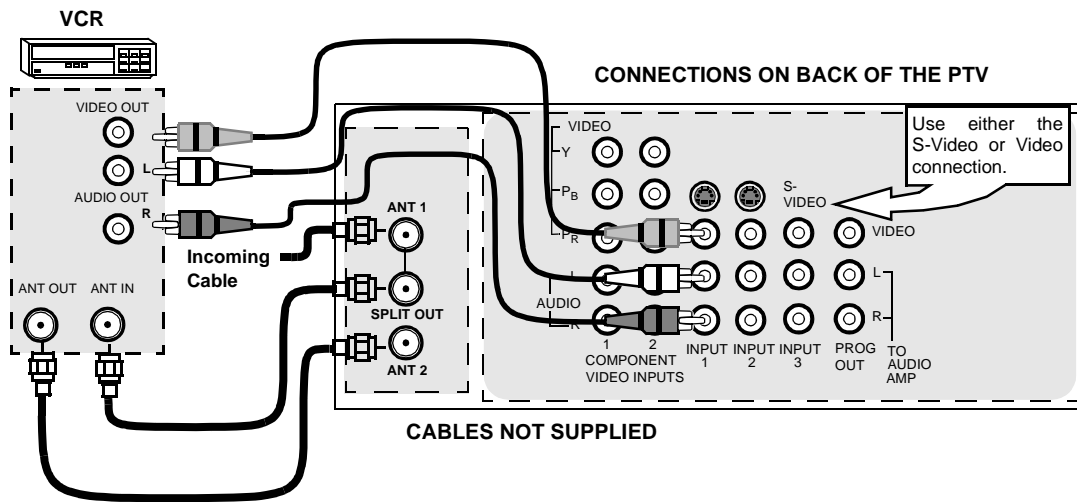 VCR
CONNECTIONS ON BACK OF THE PTV
VIDEO OUT
L
AUDIO OUT
R
ANT OUT
ANT IN
Incoming
Cable
ANT 1
SPLIT OUT
ANT 2
VIDEO
Y
PB
PR
L
AUDIO
R
1
2
COMPONENT
VIDEO INPUTS
INPUT
1
INPUT
2
INPUT
3
PROG
OUT
S-
VIDEO
VIDEO
L
R
TO
AUDIO
AMP
Use either the
S-Video or Video
connection.
CABLES NOT SUPPLIED